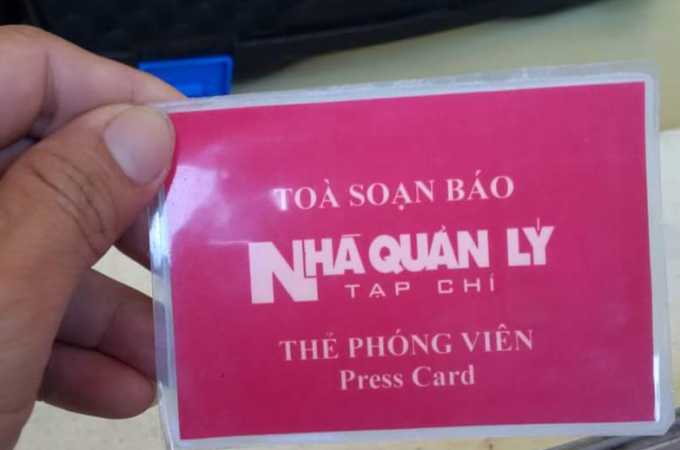 TOÀ SOẠN BÁO
NHÀ QUẢN LÝ
TẠP CHÍ
THẺ PHÓNG VIÊN
Press Card